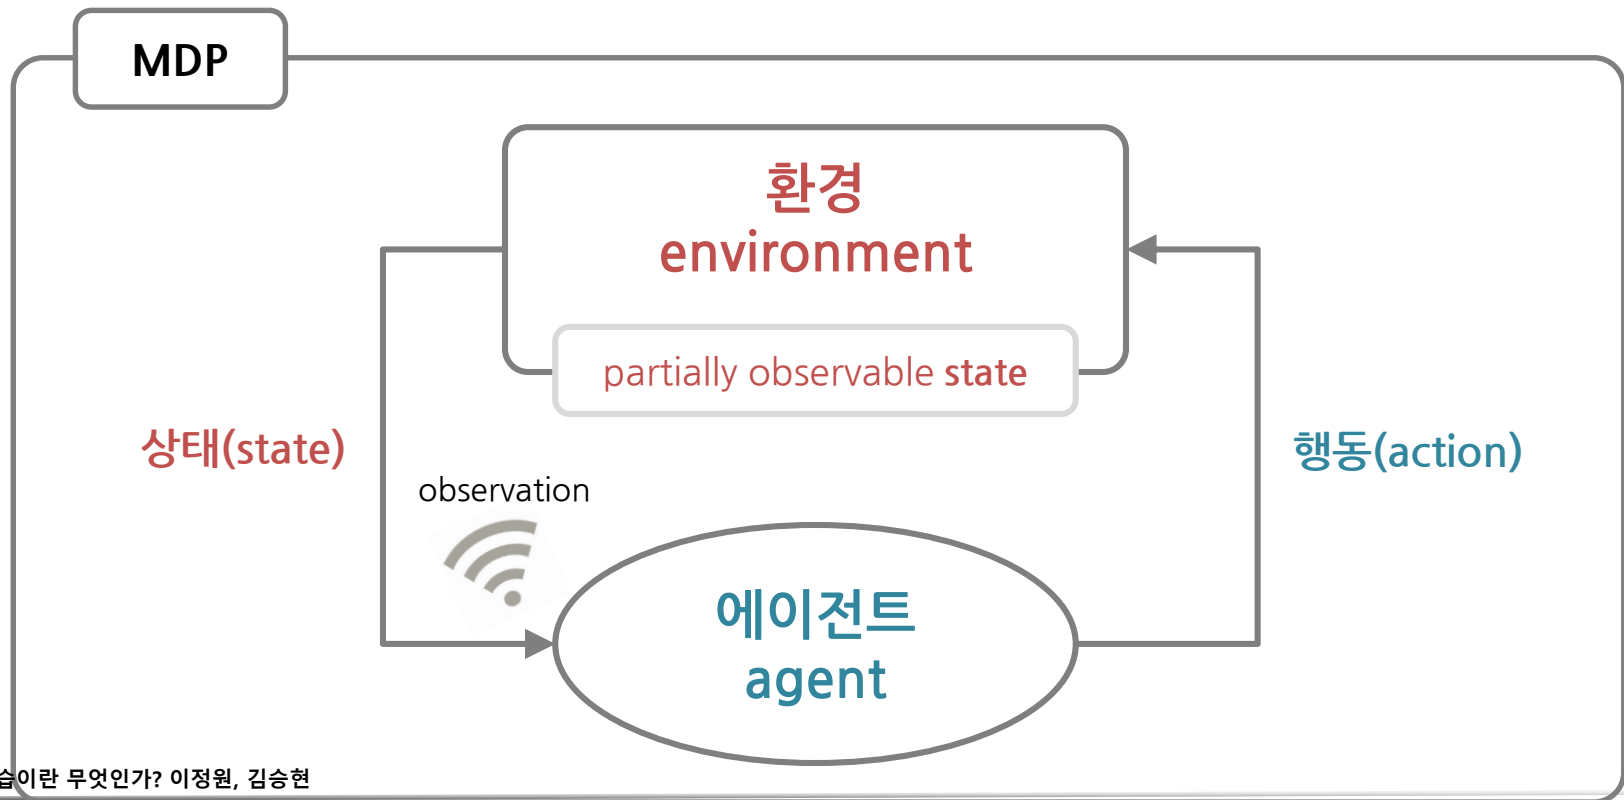 MDP
환경
environment
partially observable state
상태(state)
행동(action)
observation
에이전트
agent
습이란 무엇인가? 이정원, 김승현